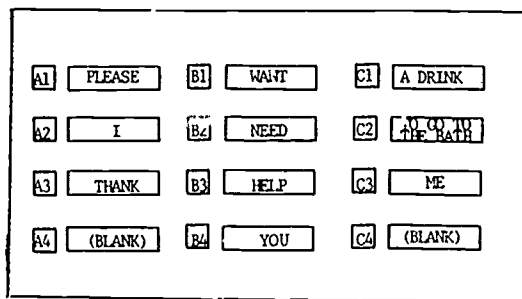 A1 PLEASE B1 WANT C1 A DRINK
A2 I B2 NEED C2 TO GO TO
THE BATH
A3 THANK B3 HELP C3 ME
A4 (BLANK) B4 YOU C4 (BLANK)